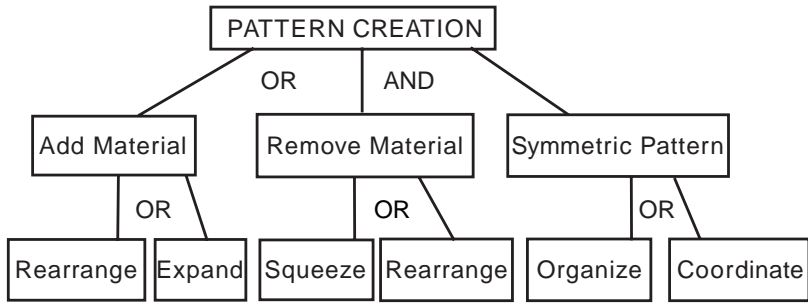 PATTERN CREATION
OR AND
Add Material Remove Material Symmetric Pattern
OR OR OR
Rearrange Expand Squeeze Rearrange Organize Coordinate